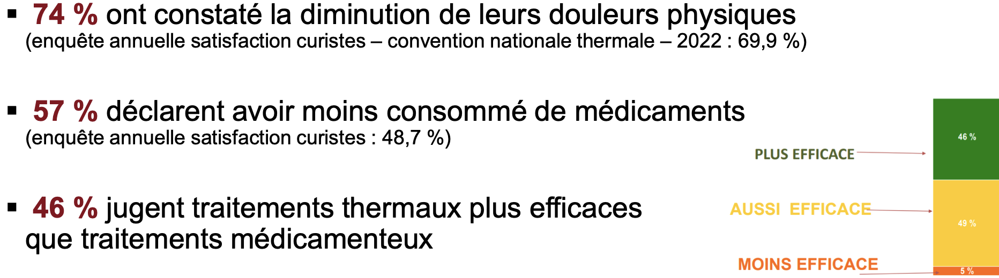 ▪ 74 % ont constaté la diminution de leurs douleurs physiques
(enquête annuelle satisfaction curistes – convention nationale thermale – 2022 : 69,9 %)
▪ 57 % déclarent avoir moins consommé de médicaments
(enquête annuelle satisfaction curistes : 48,7 %)
▪ 46 % jugent traitements thermaux plus efficaces
que traitements médicamenteux
46 %
PLUS EFFICACE
AUSSI EFFICACE
49 %
MOINS EFFICACE
5 %